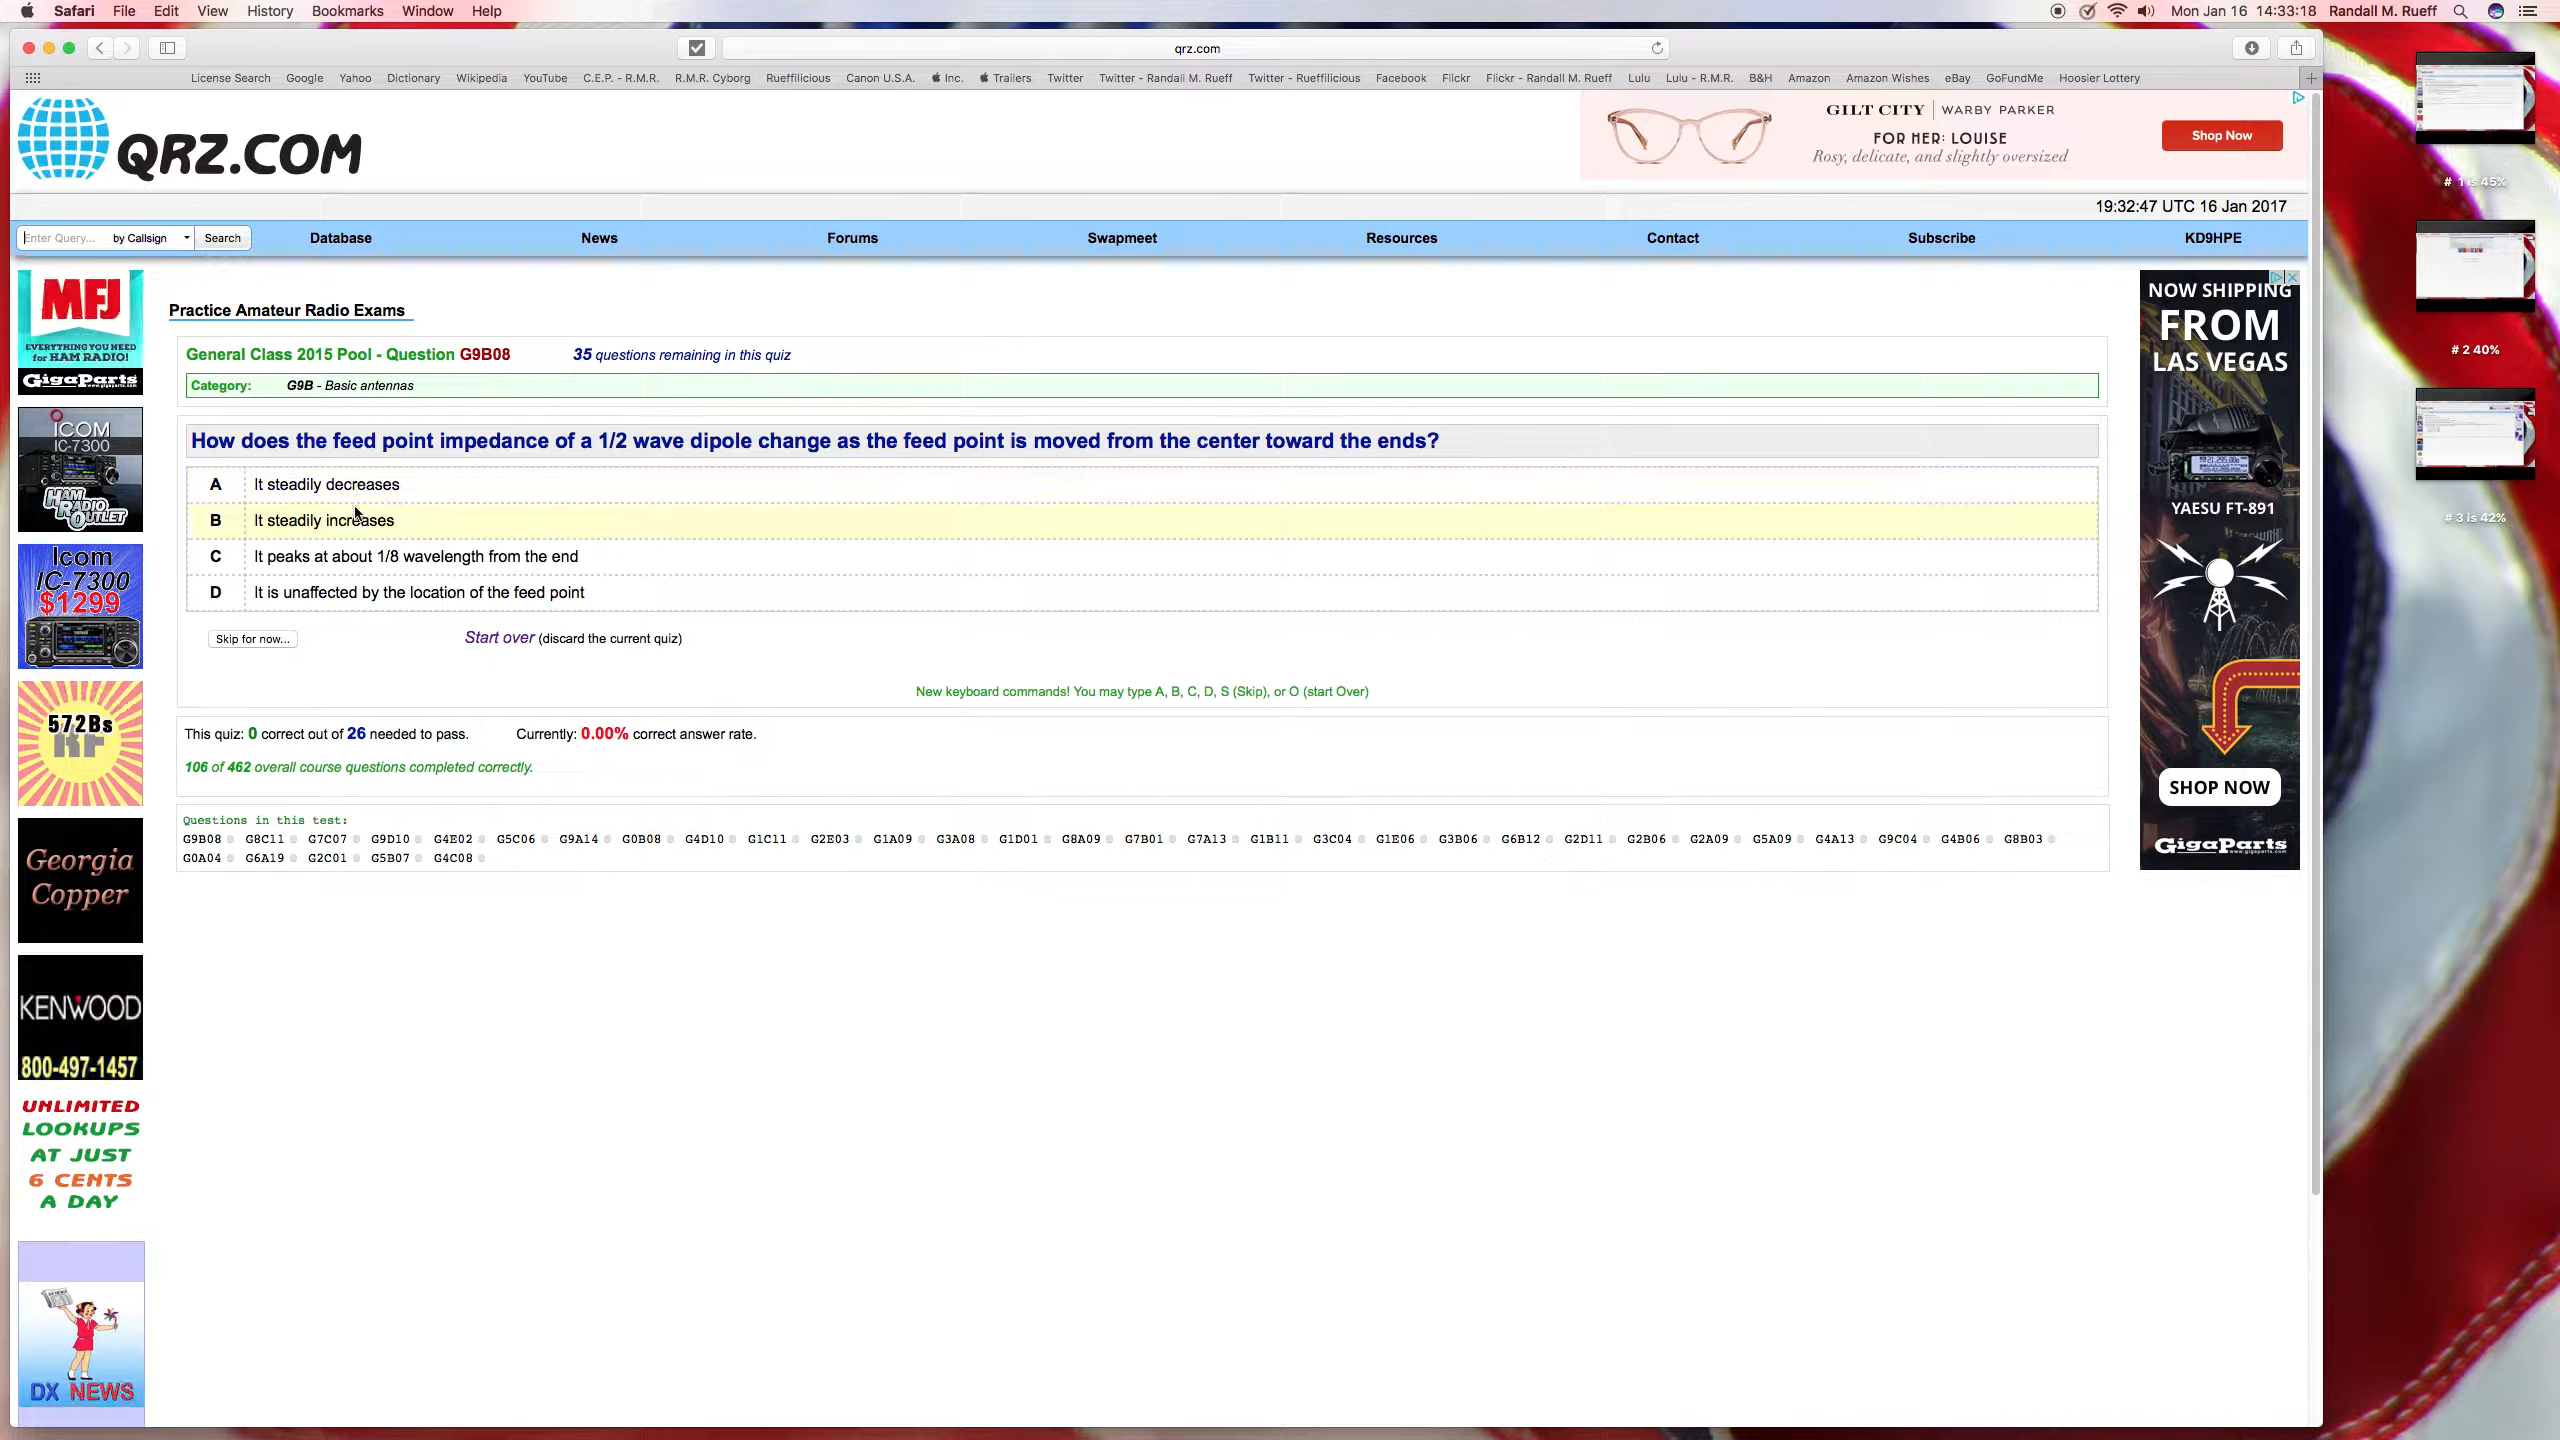 Safari File Edit View History Bookmarks Window Help
Mon Jan 16 14:33:18 Randall M. Rueff
qrz.com
License Search Google Yahoo Dictionary Wikipedia YouTube C.E.P. - R.M.R. R.M.R. Cyborg Rueffilicious Canon U.S.A. Inc. Trailers Twitter Twitter - Randall M. Rueff Twitter - Rueffilicious Facebook Flickr Flickr - Randall M. Rueff Lulu Lulu - R.M.R. B&H Amazon Amazon Wishes eBay GoFundMe Hoosier Lottery
QRZ.COM
GILT CITY | WARBY PARKER
FOR HER: LOUISE
Rosy, delicate, and slightly oversized
Shop Now
19:32:47 UTC 16 Jan 2017
Enter Query... by Callsign Search Database News Forums Swapmeet Resources Contact Subscribe KD9HPE
MFJ
EVERYTHING YOU NEED
for HAM RADIO!
GigaParts
ICOM
IC-7300
HAM RADIO OUTLET
Icom
IC-7300
$1299
572Bs
RF
Georgia
Copper
KENWOOD
800-497-1457
UNLIMITED
LOOKUPS
AT JUST
6 CENTS
A DAY
DX NEWS
Practice Amateur Radio Exams
General Class 2015 Pool - Question G9B08 35 questions remaining in this quiz
Category: G9B - Basic antennas
How does the feed point impedance of a 1/2 wave dipole change as the feed point is moved from the center toward the ends?
A It steadily decreases
B It steadily increases
C It peaks at about 1/8 wavelength from the end
D It is unaffected by the location of the feed point
Skip for now... Start over (discard the current quiz)
New keyboard commands! You may type A, B, C, D, S (Skip), or O (start Over)
This quiz: 0 correct out of 26 needed to pass. Currently: 0.00% correct answer rate.
106 of 462 overall course questions completed correctly.
Questions in this test:
G9B08 G8C11 G7C07 G9D10 G4E02 G5C06 G9A14 G0B08 G4D10 G1C11 G2E03 G1A09 G3A08 G1D01 G8A09 G7B01 G7A13 G1B11 G3C04 G1E06 G3B06 G6B12 G2D11 G2B06 G2A09 G5A09 G4A13 G9C04 G4B06 G8B03
G0A04 G6A19 G2C01 G5B07 G4C08
NOW SHIPPING
FROM
LAS VEGAS
YAESU FT-891
SHOP NOW
GigaParts
# 1 is 45%
# 2 40%
# 3 is 42%